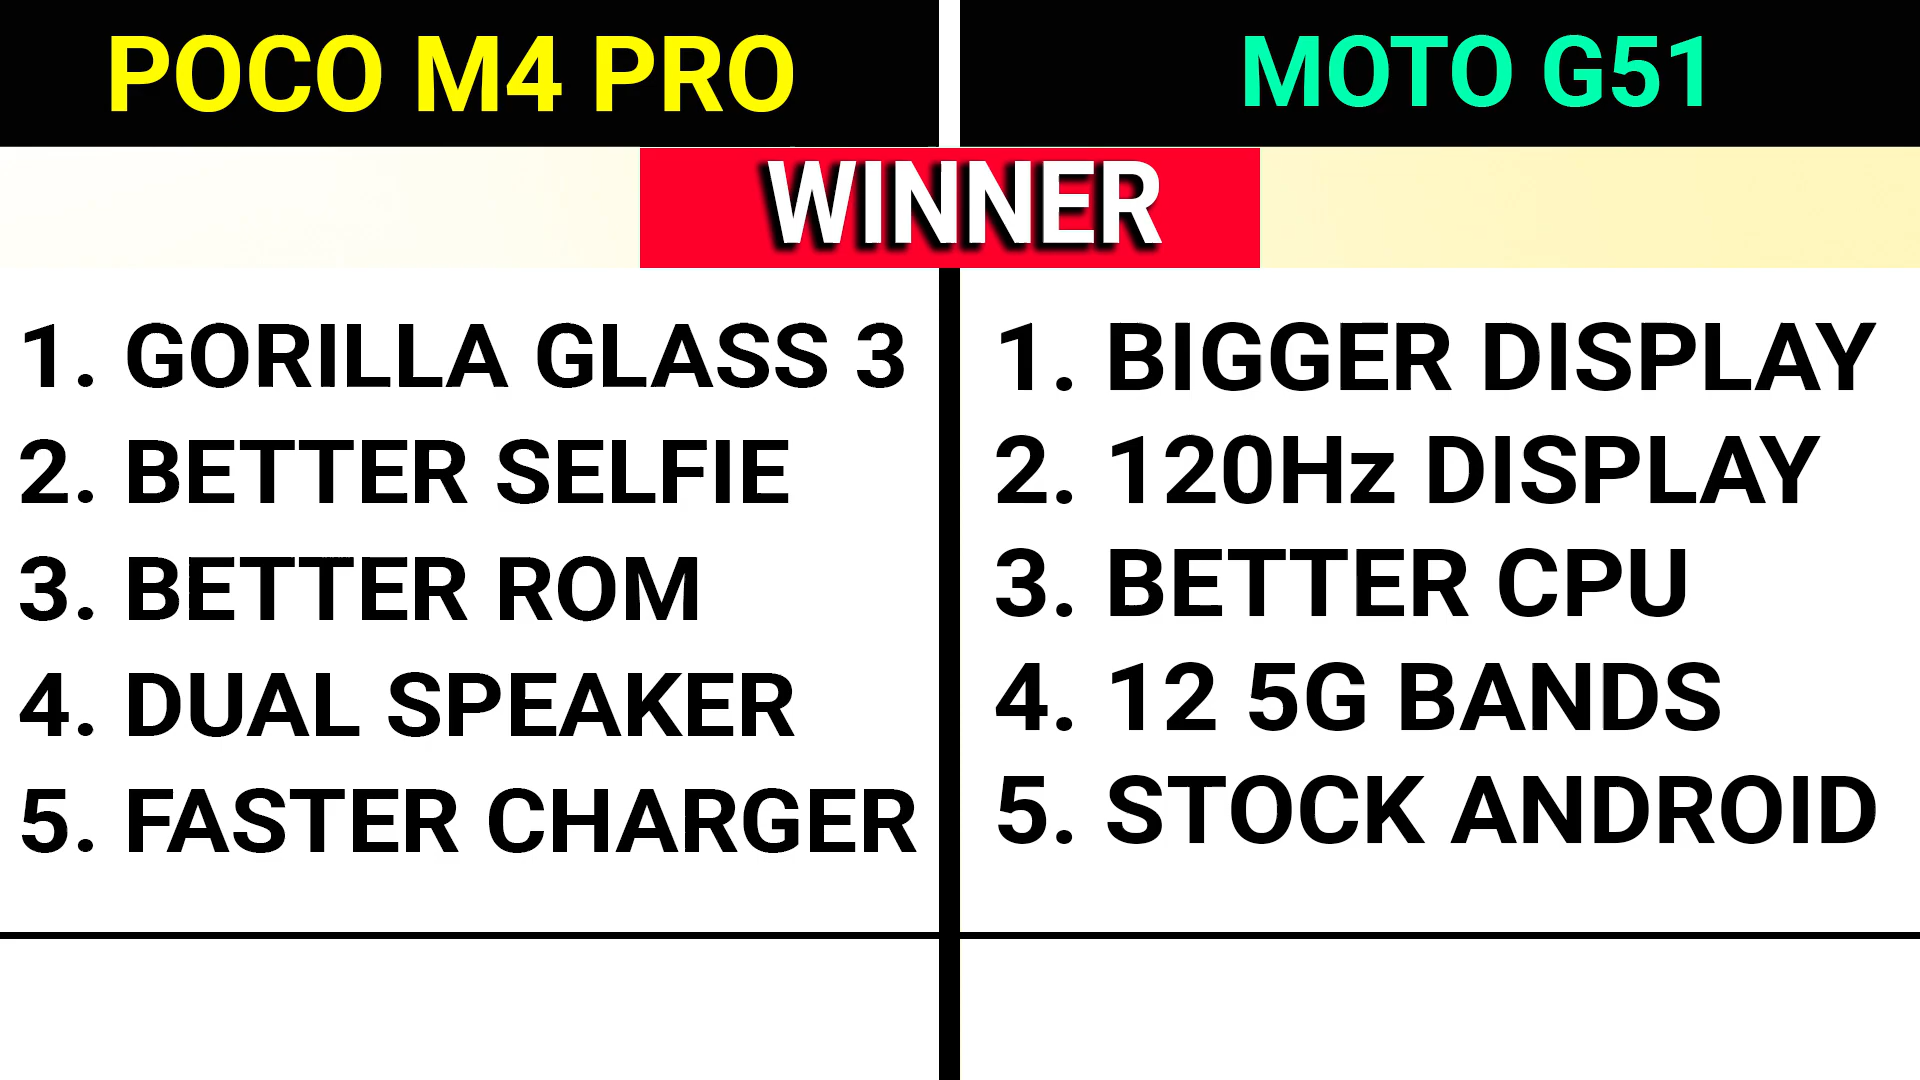 POCO M4 PRO
MOTO G51
WINNER
1. GORILLA GLASS 3
2. BETTER SELFIE
3. BETTER ROM
4. DUAL SPEAKER
5. FASTER CHARGER
1. BIGGER DISPLAY
2. 120Hz DISPLAY
3. BETTER CPU
4. 12 5G BANDS
5. STOCK ANDROID